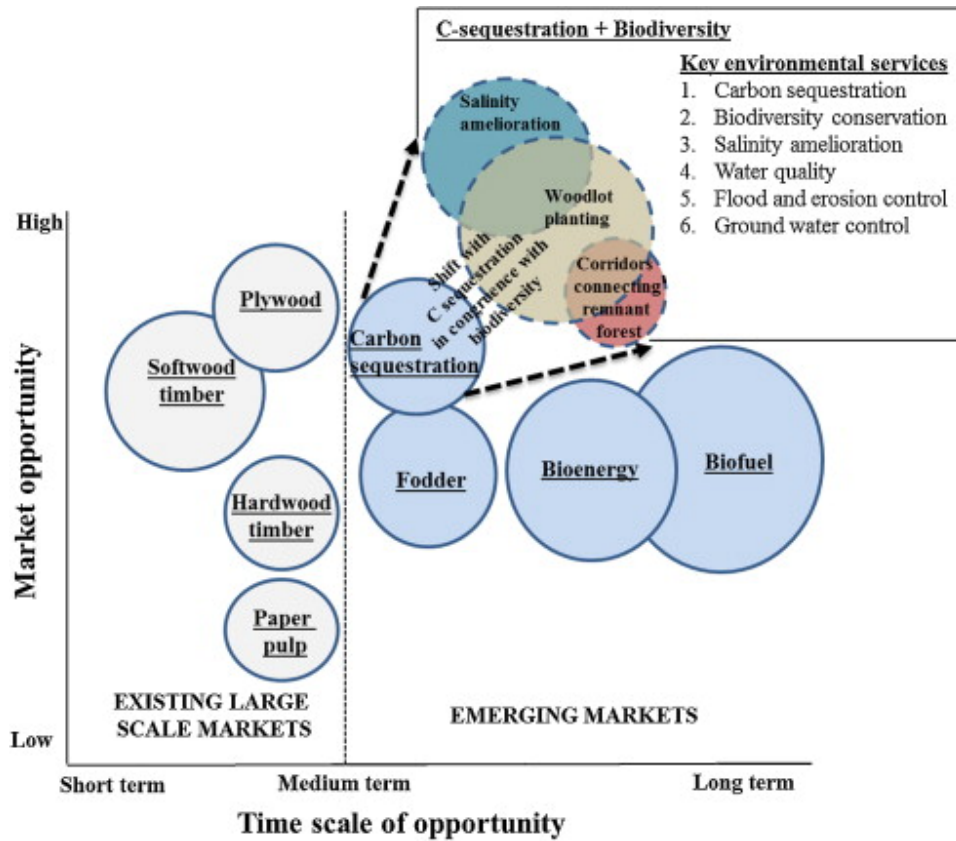 C-sequestration + Biodiversity
Key environmental services
1. Carbon sequestration
2. Biodiversity conservation
3. Salinity amelioration
4. Water quality
5. Flood and erosion control
6. Ground water control
Salinity
amelioration
Woodlot
planting
Corridors
connecting
remnant
forest
Shift with
C sequestration
in congruence with
biodiversity
High
Market opportunity
Low
Plywood
Softwood
timber
Carbon
sequestration
Hardwood
timber
Fodder
Bioenergy
Biofuel
Paper
pulp
EXISTING LARGE
SCALE MARKETS
EMERGING MARKETS
Short term
Medium term
Long term
Time scale of opportunity